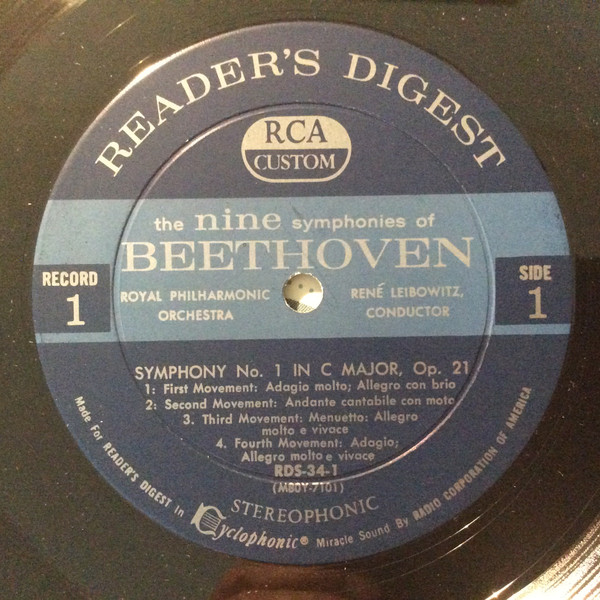 READER'S DIGEST
RCA
CUSTOM
the nine symphonies of
BEETHOVEN
RECORD
1
ROYAL PHILHARMONIC
ORCHESTRA
RENÉ LEIBOWITZ,
CONDUCTOR
SIDE
1
SYMPHONY No. 1 IN C MAJOR, Op. 21
1: First Movement: Adagio molto; Allegro con brio
2: Second Movement: Andante cantabile con moto
3. Third Movement: Menuetto: Allegro
molto e vivace
4: Fourth Movement: Adagio;
Allegro molto e vivace
RDS-34-1
(M80Y-7101)
STEREOPHONIC
Made For READER'S DIGEST In Cyclophonic® Miracle Sound By RADIO CORPORATION OF AMERICA